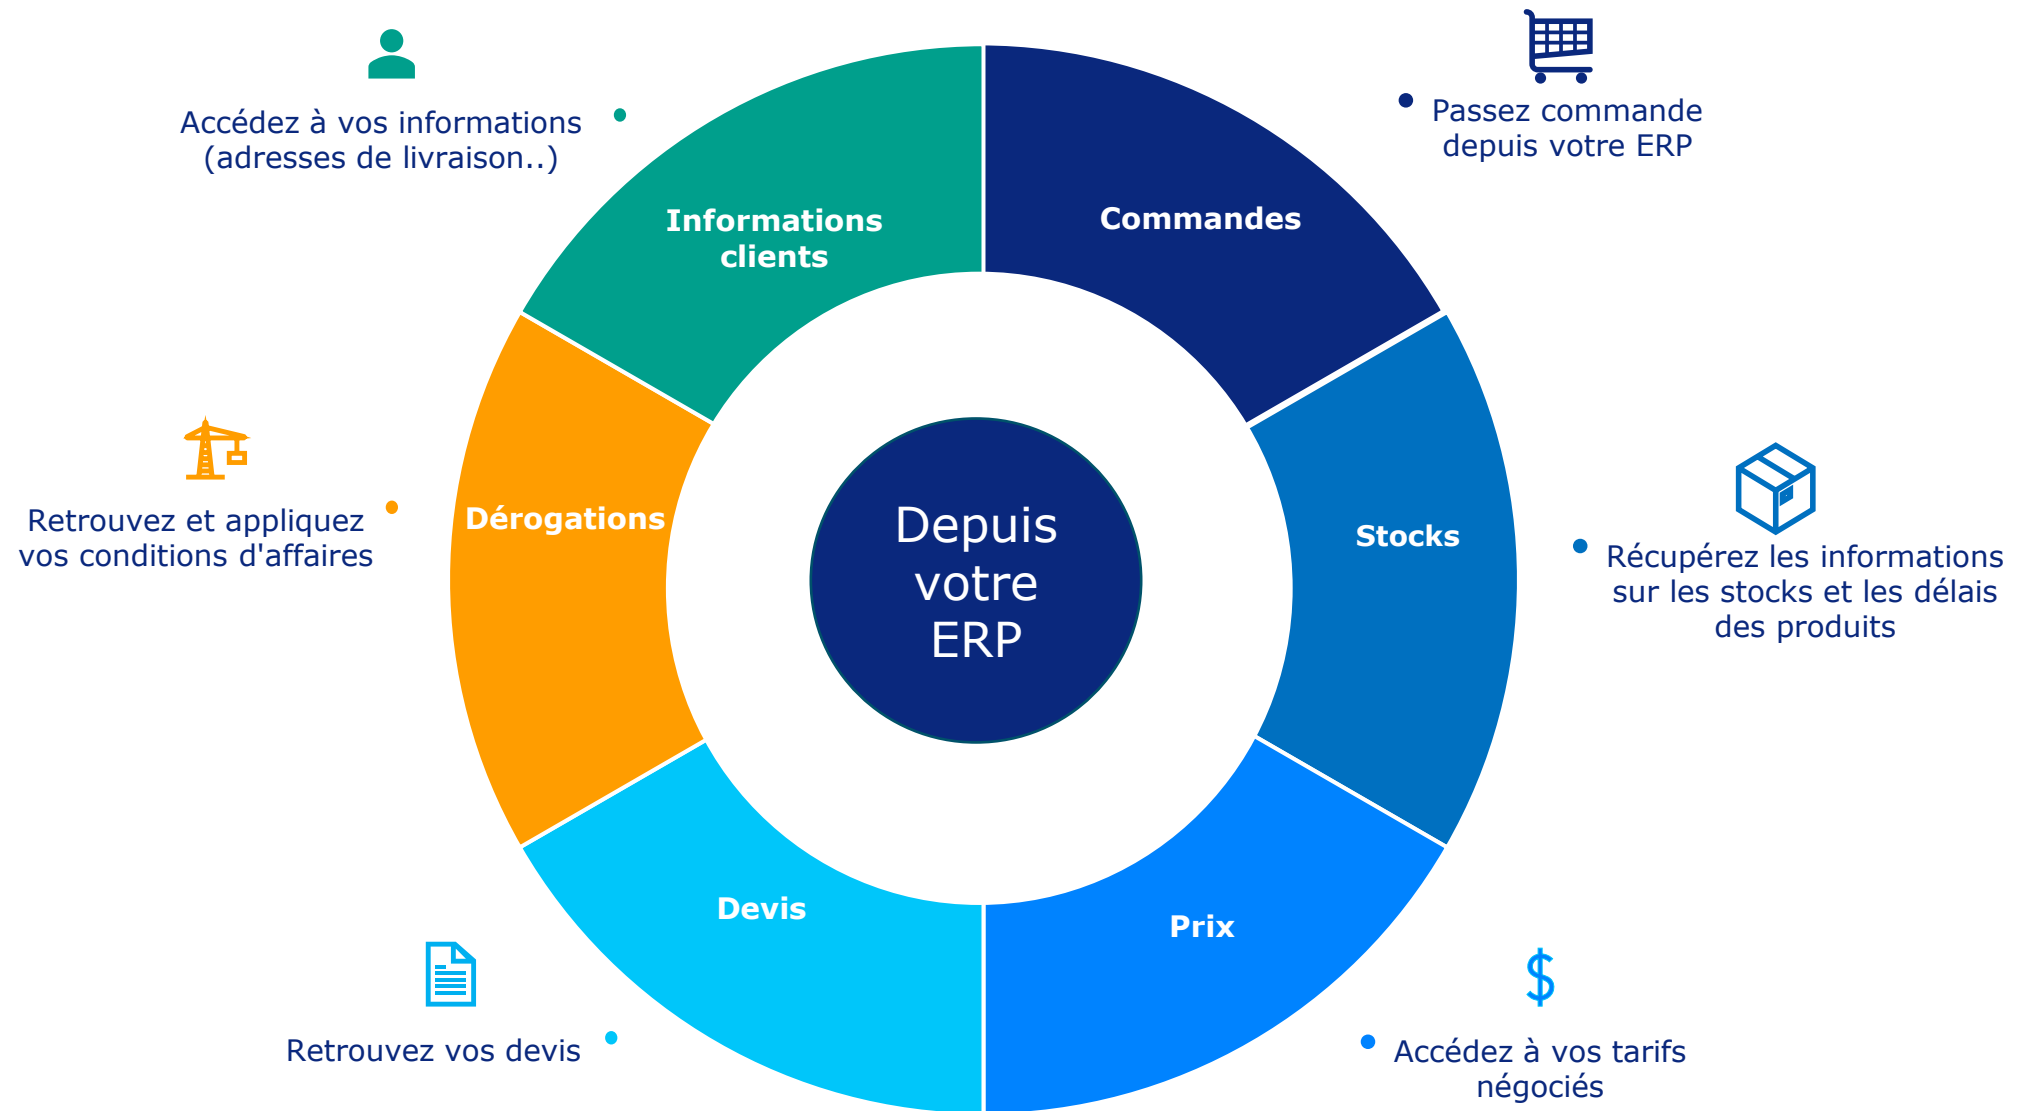 Accédez à vos informations
(adresses de livraison..)
Passez commande
depuis votre ERP
Informations
clients
Commandes
Retrouvez et appliquez
vos conditions d'affaires
Dérogations
Depuis
votre
ERP
Stocks
Récupérez les informations
sur les stocks et les délais
des produits
Devis
Prix
Retrouvez vos devis
Accédez à vos tarifs
négociés